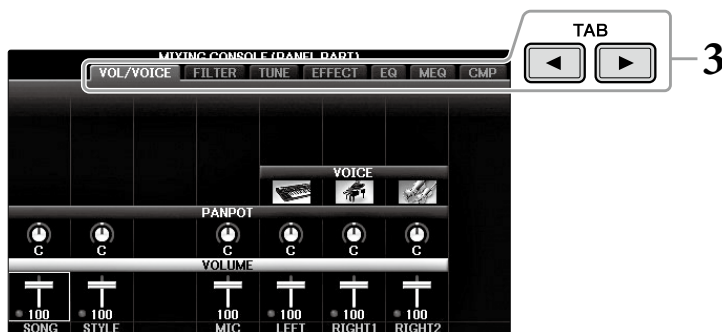 TAB
3
MIXING CONSOLE (PANEL PART)
VOL/VOICE FILTER TUNE EFFECT EQ MEQ CMP
VOICE
PANPOT
C C C C C C
VOLUME
100 100 100 100 100 100
SONG STYLE MIC LEFT RIGHT1 RIGHT2